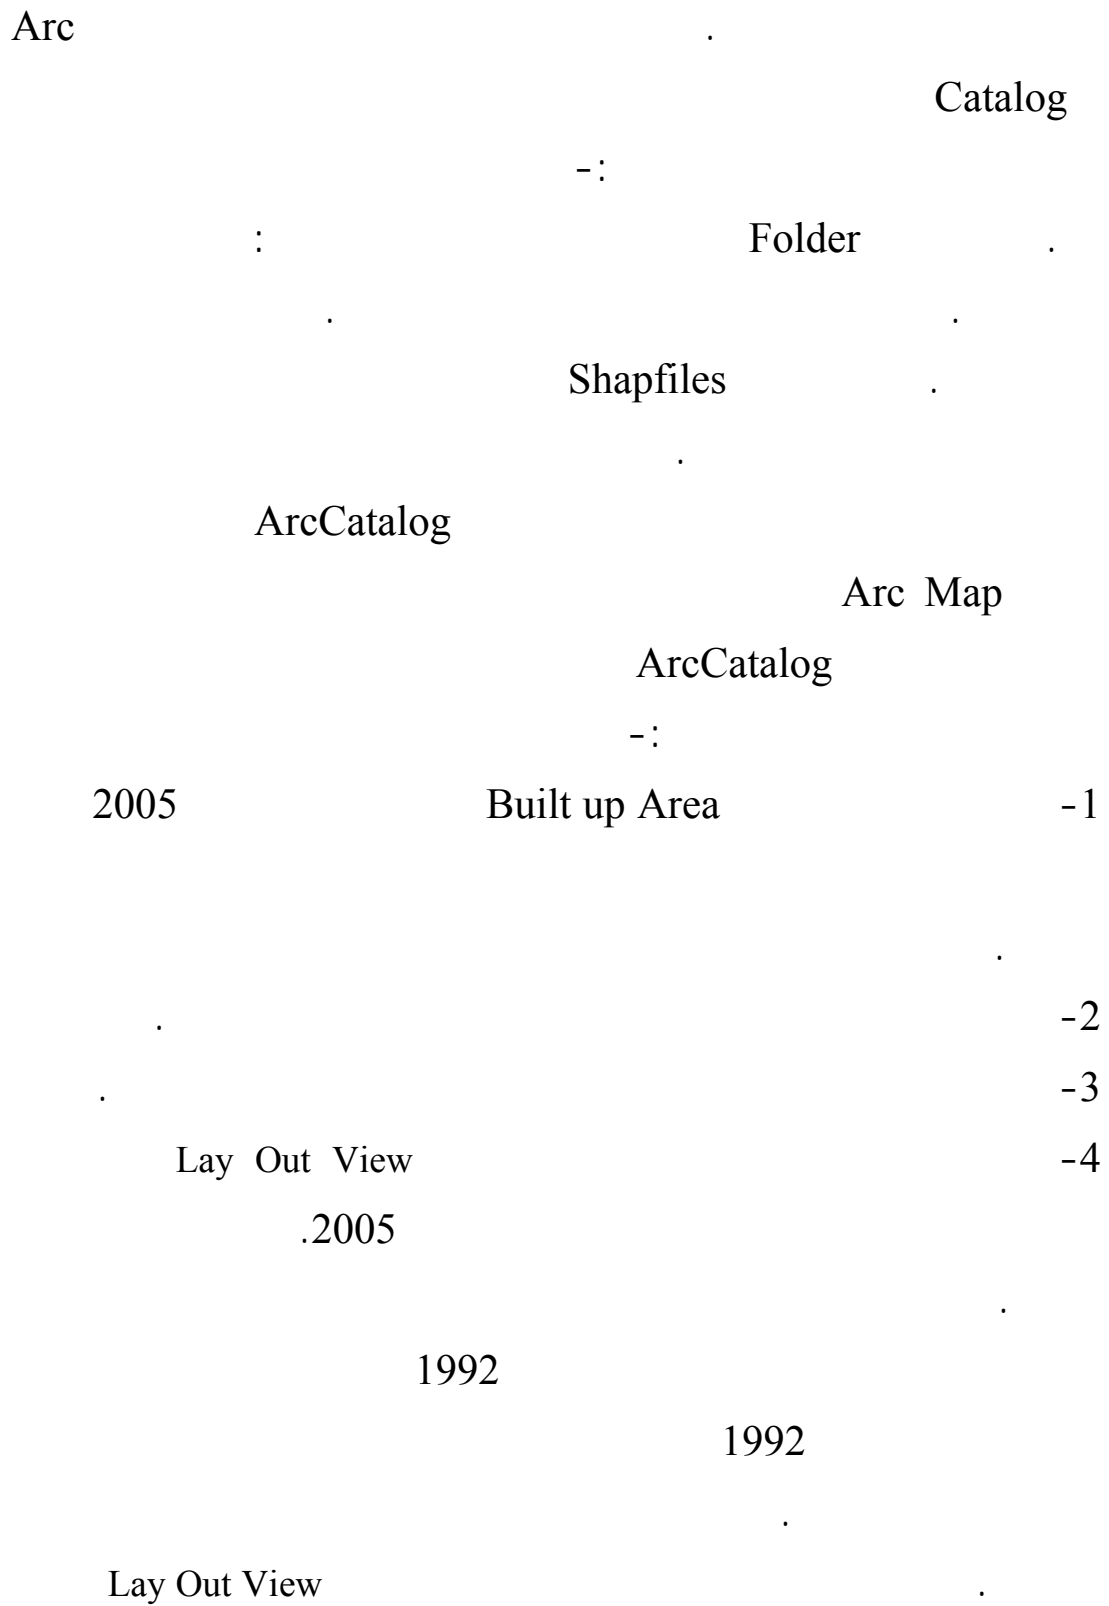 . Arc
Catalog
:-
. Folder :
. .
. Shapfiles
.
ArcCatalog
Arc Map
ArcCatalog
:-
1- Built up Area 2005
.
2- .
3- .
4- Lay Out View
2005.
.
1992
1992
.
. Lay Out View